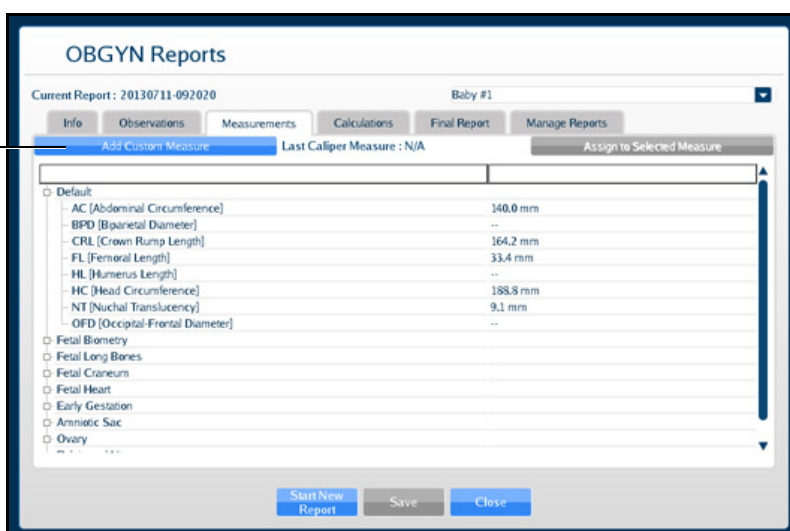 OBGYN Reports
Current Report : 20130711-092020 Baby #1
Info Observations Measurements Calculations Final Report Manage Reports
Add Custom Measure Last Caliper Measure : N/A Assign to Selected Measure
Default
AC [Abdominal Circumference] 140.0 mm
BPD [Biparietal Diameter] --
CRL [Crown Rump Length] 164.2 mm
FL [Femoral Length] 33.4 mm
HL [Humerus Length] --
HC [Head Circumference] 188.8 mm
NT [Nuchal Translucency] 9.1 mm
OFD [Occipital-Frontal Diameter] --
Fetal Biometry
Fetal Long Bones
Fetal Craneum
Fetal Heart
Early Gestation
Amniotic Sac
Ovary
Start New Report Save Close